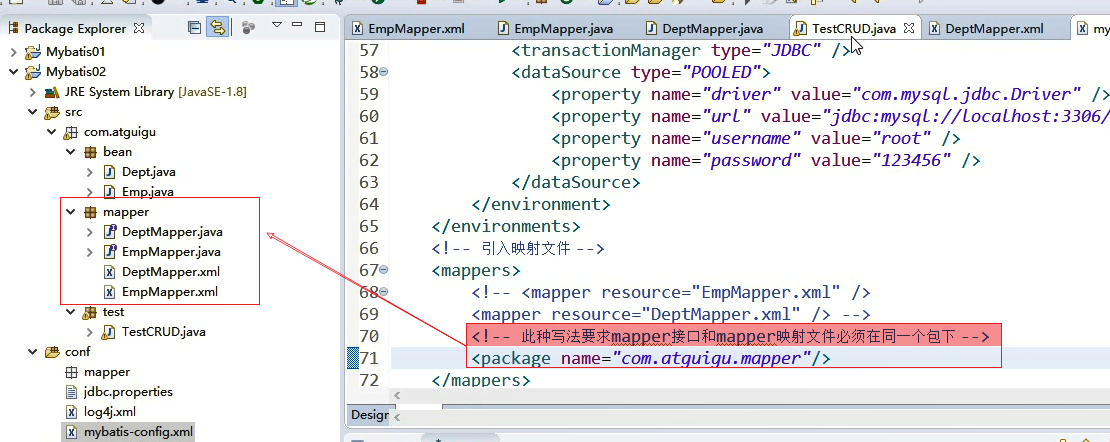 Package Explorer
Mybatis01
Mybatis02
JRE System Library [JavaSE-1.8]
src
com.atguigu
bean
Dept.java
Emp.java
mapper
DeptMapper.java
EmpMapper.java
DeptMapper.xml
EmpMapper.xml
test
TestCRUD.java
conf
mapper
jdbc.properties
log4j.xml
mybatis-config.xml
EmpMapper.xml EmpMapper.java DeptMapper.java TestCRUD.java DeptMapper.xml my
57 <transactionManager type="JDBC" />
58 <dataSource type="POOLED">
59 <property name="driver" value="com.mysql.jdbc.Driver" />
60 <property name="url" value="jdbc:mysql://localhost:3306/
61 <property name="username" value="root" />
62 <property name="password" value="123456" />
63 </dataSource>
64 </environment>
65 </environments>
66 <!-- 引入映射文件 -->
67 <mappers>
68 <!-- <mapper resource="EmpMapper.xml" />
69 <mapper resource="DeptMapper.xml" /> -->
70 <!-- 此种写法要求mapper接口和mapper映射文件必须在同一个包下 -->
71 <package name="com.atguigu.mapper"/>
72 </mappers>
Design